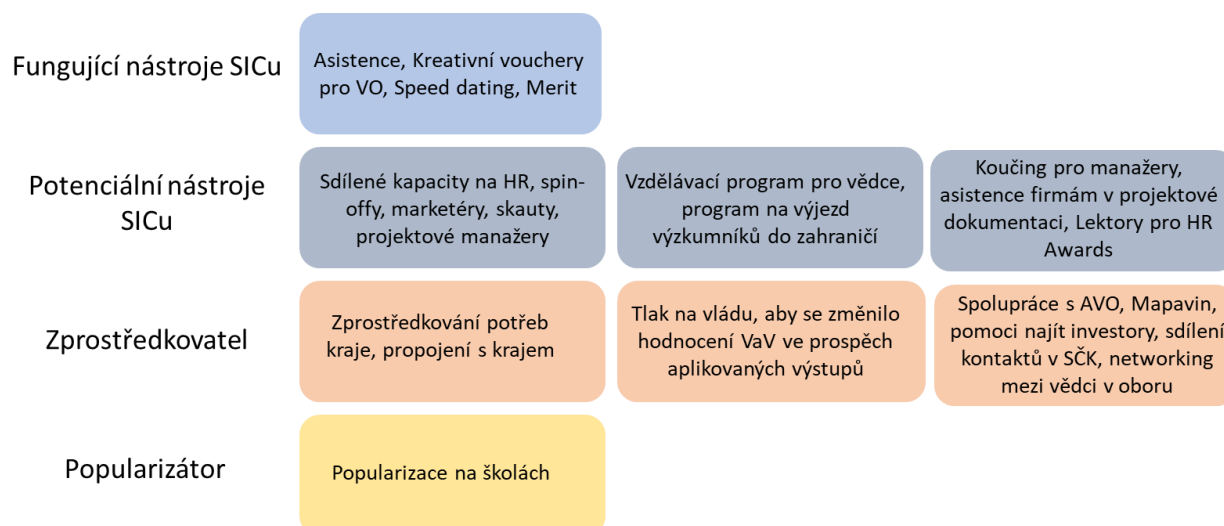 Fungující nástroje SICu
Asistence, Kreativní vouchery
pro VO, Speed dating, Merit
Potenciální nástroje
SICu
Sdílené kapacity na HR, spin-
offy, marketéry, skauty,
projektové manažery
Vzdělávací program pro vědce,
program na výjezd
výzkumníků do zahraničí
Koučing pro manažery,
asistence firmám v projektové
dokumentaci, Lektory pro HR
Awards
Zprostředkovatel
Zprostředkování potřeb
kraje, propojení s krajem
Tlak na vládu, aby se změnilo
hodnocení VaV ve prospěch
aplikovaných výstupů
Spolupráce s AVO, Mapavin,
pomoci najít investory, sdílení
kontaktů v SČK, networking
mezi vědci v oboru
Popularizátor
Popularizace na školách